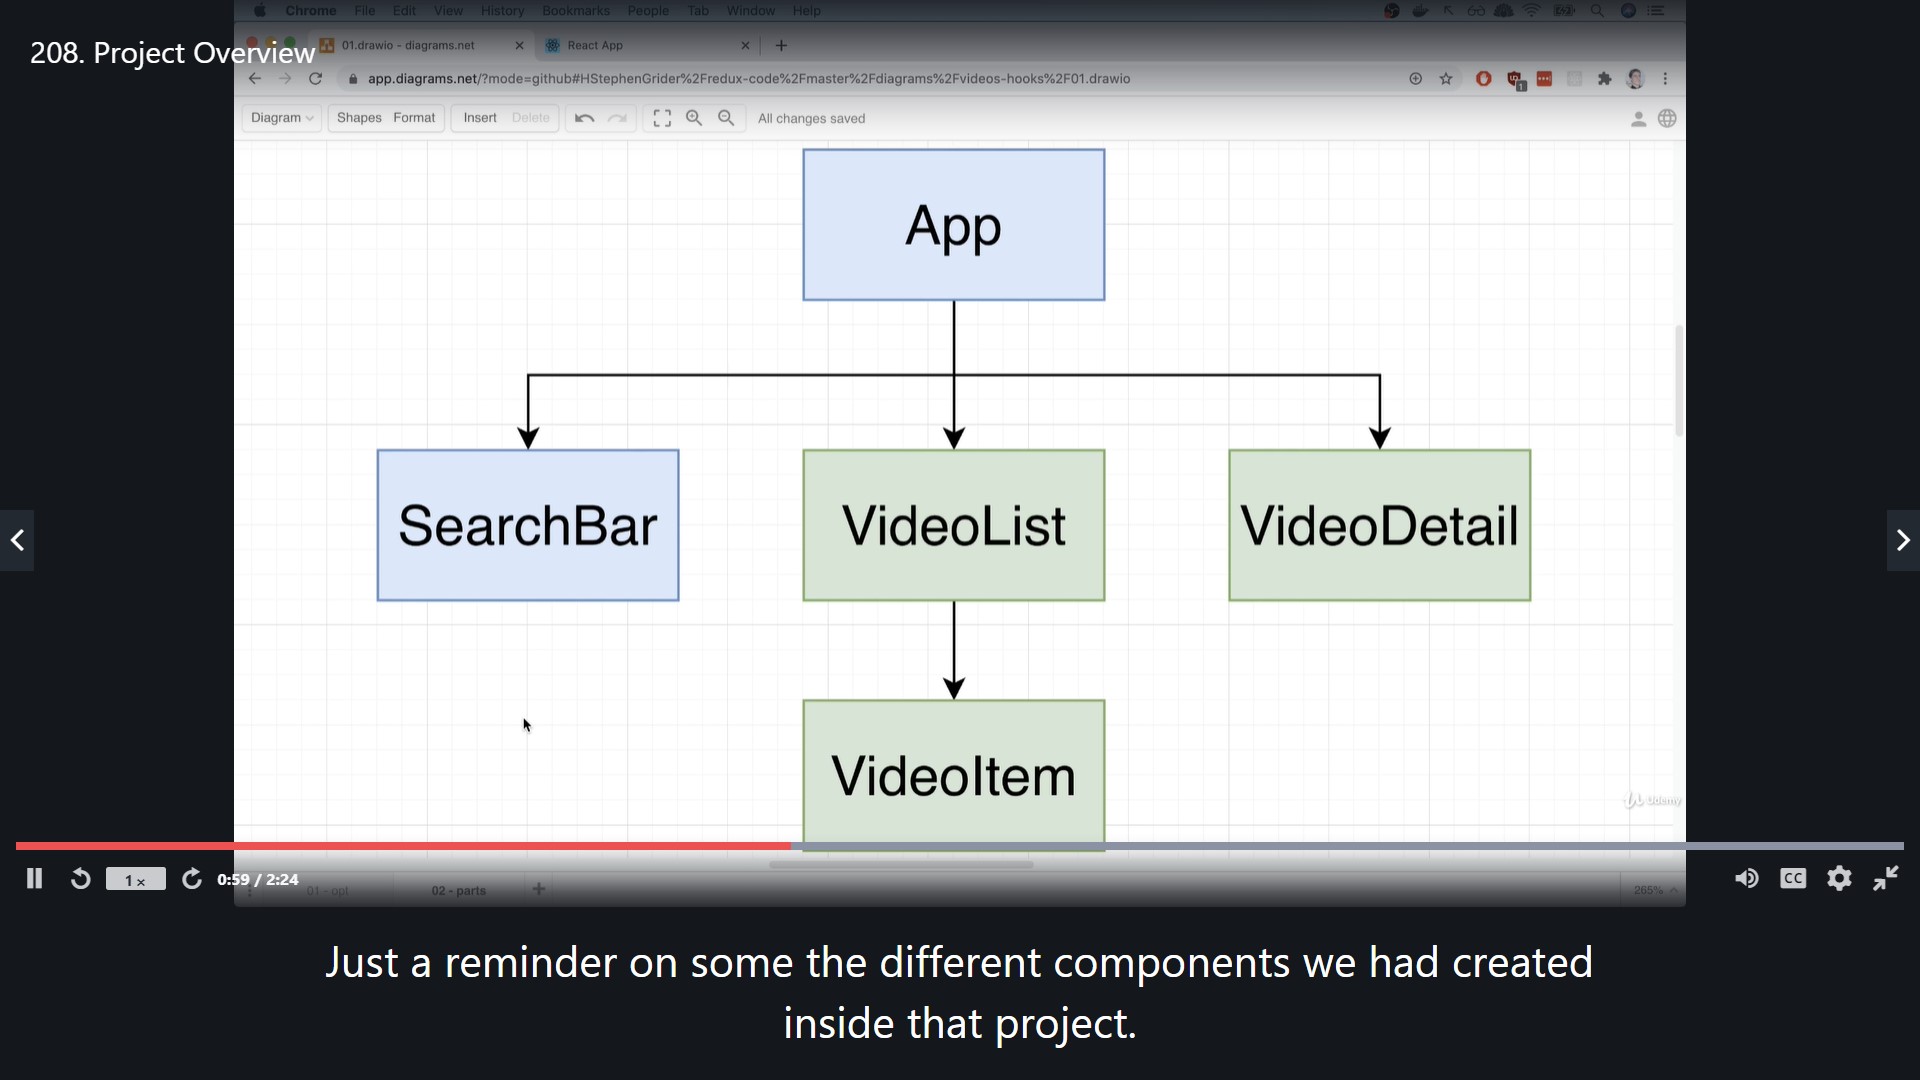 Chrome File Edit View History Bookmarks People Tab Window Help
208. Project Overview
01.drawio - diagrams.net
React App
app.diagrams.net/?mode=github#HStephenGrider%2Fredux-code%2Fmaster%2Fdiagrams%2Fvideos-hooks%2F01.drawio
1
Diagram Shapes Format Insert Delete All changes saved
App
SearchBar VideoList VideoDetail
VideoItem
Udemy
1 x 0:59 / 2:24 CC
01 - opt 02 - parts 265%
Just a reminder on some the different components we had created
inside that project.